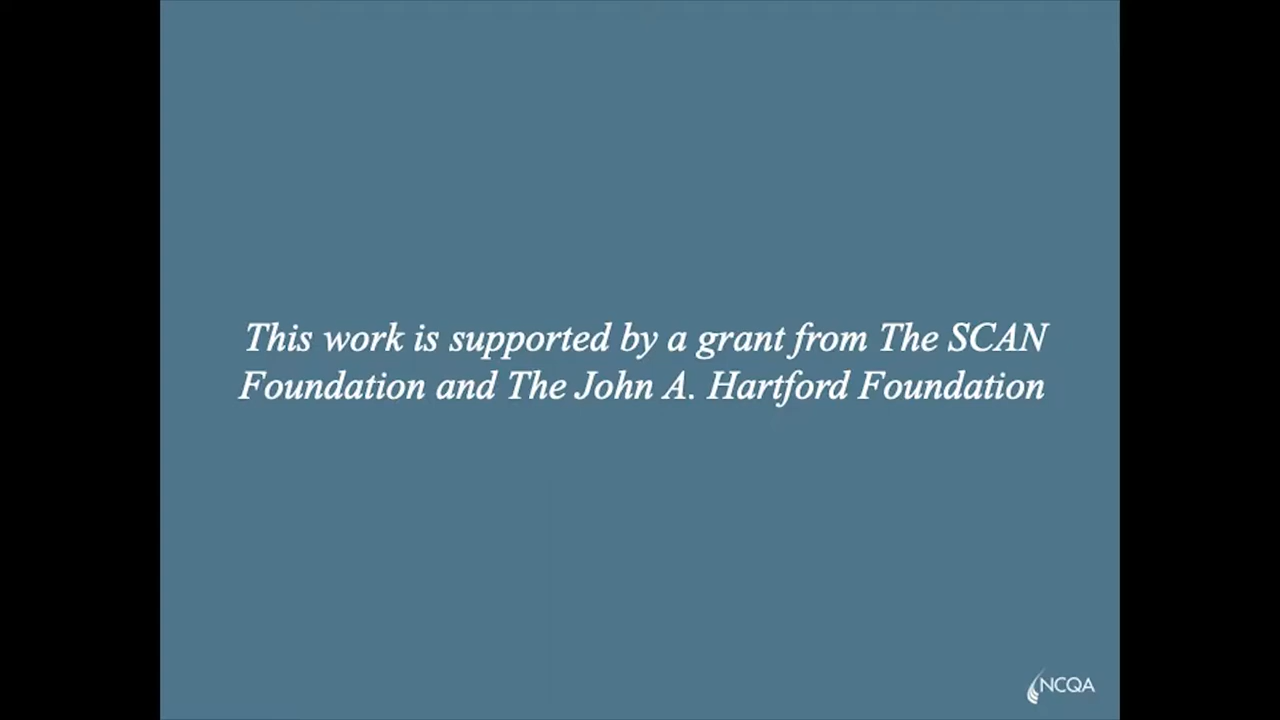 This work is supported by a grant from The SCAN
Foundation and The John A. Hartford Foundation
NCQA